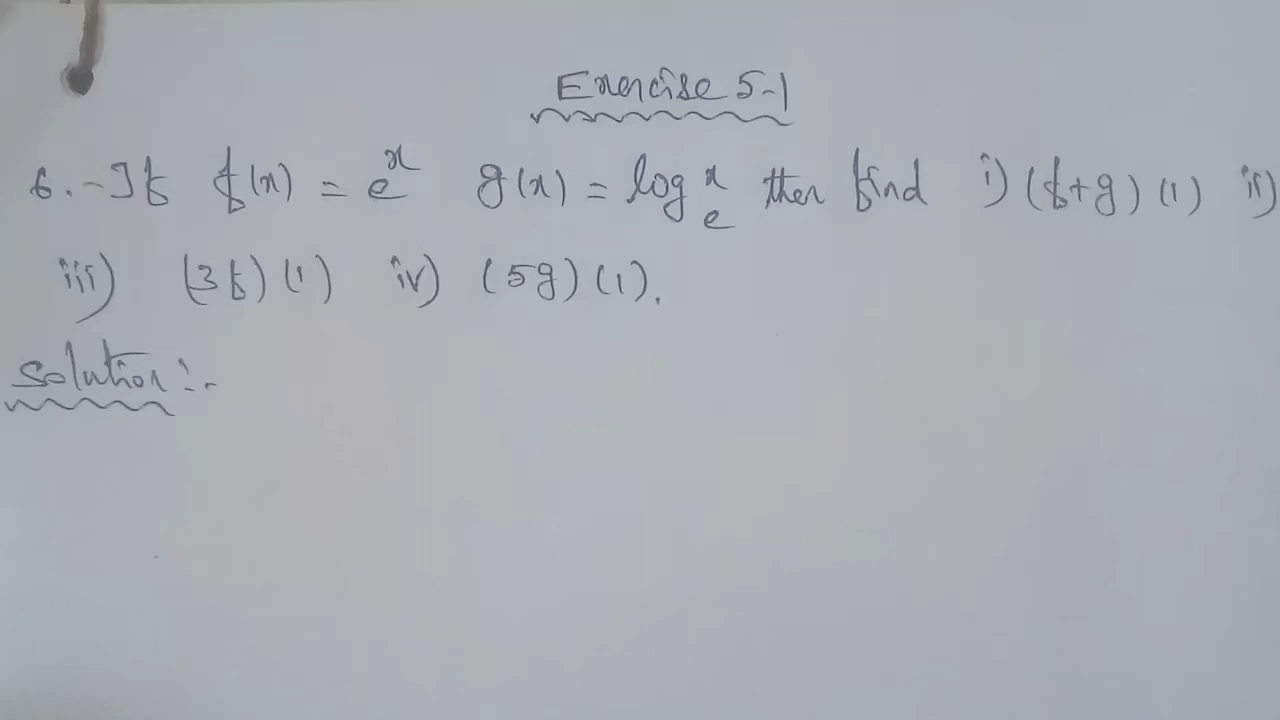 Exercise 5-1
6. - If f(x) = e^x g(x) = log_e^x then find i) (f+g) (1) ii)
iii) (3f) (1) iv) (5g) (1).
Solution :-